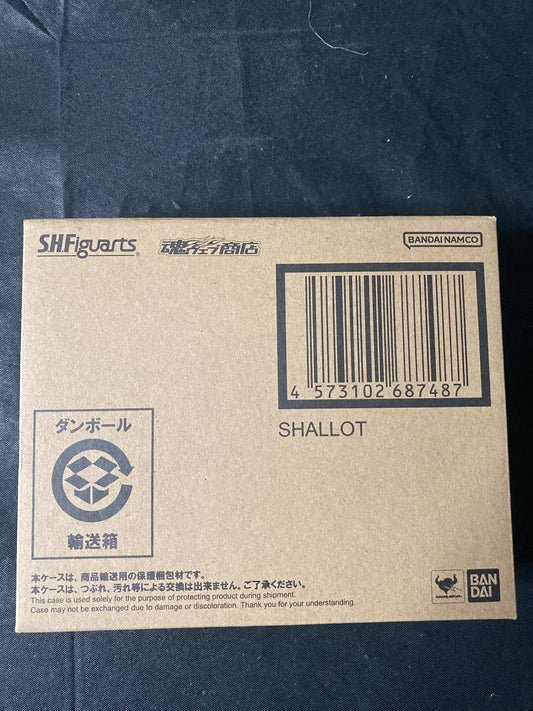 S.H.Figuarts
魂ウェブ商店
BANDAI NAMCO
4 573102 687487
SHALLOT
ダンボール
輸送箱
本ケースは、商品輸送用の保護梱包材です。
本ケースは、つぶれ、汚れ等による交換は出来ません。ご了承ください。
This case is used solely for the purpose of protecting product during shipment.
Case may not be exchanged due to damage or discoloration. Thank you for your understanding.
BAN
DAI